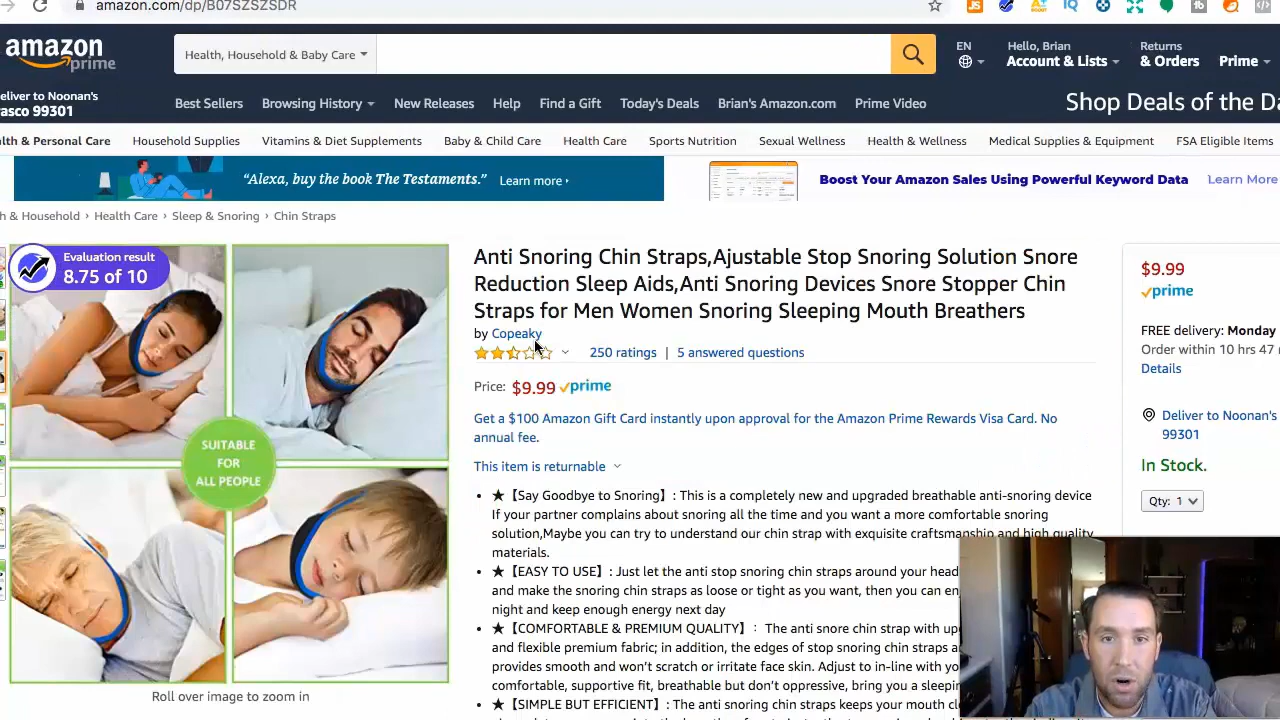 amazon.com/dp/B07SZSZSDR
amazon
prime
Health, Household & Baby Care
EN
Hello, Brian
Account & Lists
Returns
& Orders
Prime
eliver to Noonan's
asco 99301
Best Sellers
Browsing History
New Releases
Help
Find a Gift
Today's Deals
Brian's Amazon.com
Prime Video
Shop Deals of the Da
lth & Personal Care
Household Supplies
Vitamins & Diet Supplements
Baby & Child Care
Health Care
Sports Nutrition
Sexual Wellness
Health & Wellness
Medical Supplies & Equipment
FSA Eligible Items
“Alexa, buy the book The Testaments.” Learn more ›
Boost Your Amazon Sales Using Powerful Keyword Data Learn More
h & Household › Health Care › Sleep & Snoring › Chin Straps
Evaluation result
8.75 of 10
SUITABLE
FOR
ALL PEOPLE
Roll over image to zoom in
Anti Snoring Chin Straps,Ajustable Stop Snoring Solution Snore
Reduction Sleep Aids,Anti Snoring Devices Snore Stopper Chin
Straps for Men Women Snoring Sleeping Mouth Breathers
by Copeaky
250 ratings | 5 answered questions
Price: $9.99 prime
Get a $100 Amazon Gift Card instantly upon approval for the Amazon Prime Rewards Visa Card. No
annual fee.
This item is returnable
• ★【Say Goodbye to Snoring】: This is a completely new and upgraded breathable anti-snoring device
If your partner complains about snoring all the time and you want a more comfortable snoring
solution,Maybe you can try to understand our chin strap with exquisite craftsmanship and high quality
materials.
• ★【EASY TO USE】: Just let the anti stop snoring chin straps around your head
and make the snoring chin straps as loose or tight as you want, then you can en
night and keep enough energy next day
• ★【COMFORTABLE & PREMIUM QUALITY】: The anti snore chin strap with up
and flexible premium fabric; in addition, the edges of stop snoring chin straps a
provides smooth and won’t scratch or irritate face skin. Adjust to in-line with yo
comfortable, supportive fit, breathable but don’t oppressive, bring you a sleepin
• ★【SIMPLE BUT EFFICIENT】: The anti snoring chin straps keeps your mouth cl
$9.99
prime
FREE delivery: Monday
Order within 10 hrs 47
Details
Deliver to Noonan's
99301
In Stock.
Qty: 1